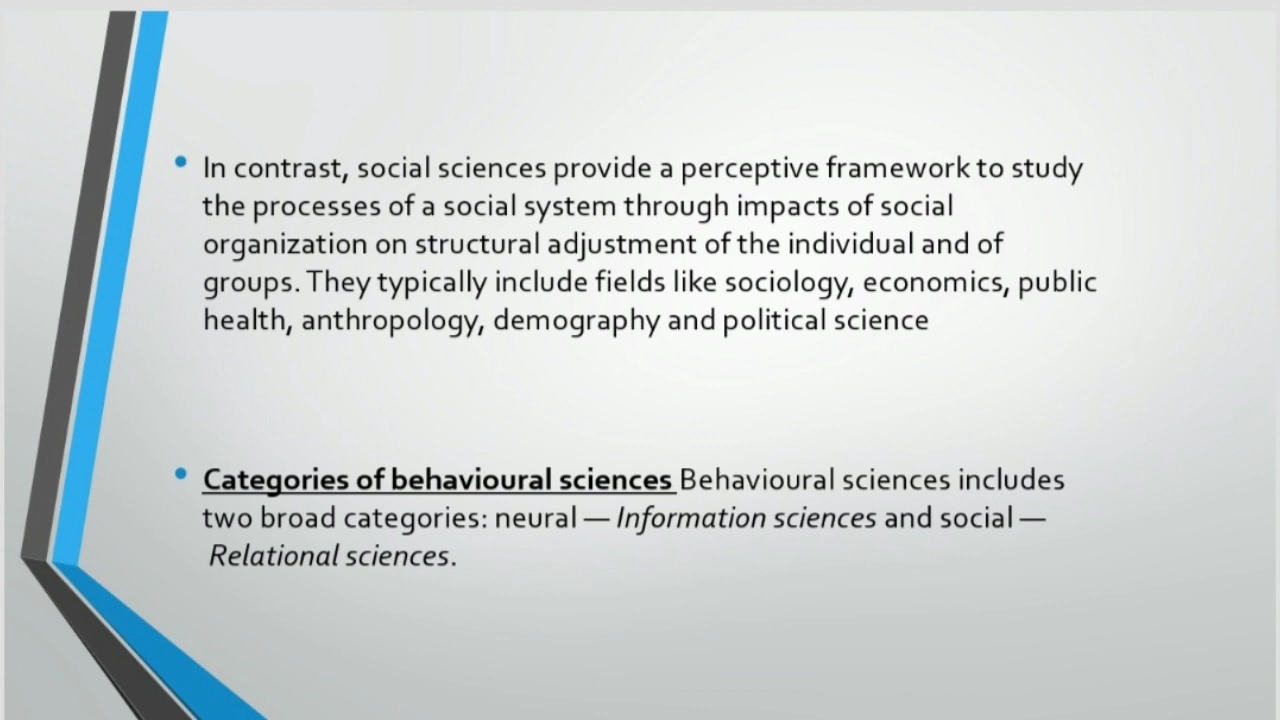 In contrast, social sciences provide a perceptive framework to study
the processes of a social system through impacts of social
organization on structural adjustment of the individual and of
groups. They typically include fields like sociology, economics, public
health, anthropology, demography and political science
Categories of behavioural sciences Behavioural sciences includes
two broad categories: neural — Information sciences and social —
Relational sciences.